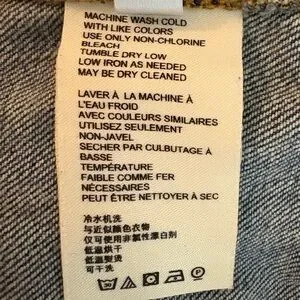 MACHINE WASH COLD
WITH LIKE COLORS
USE ONLY NON-CHLORINE
BLEACH
TUMBLE DRY LOW
LOW IRON AS NEEDED
MAY BE DRY CLEANED
LAVER À LA MACHINE À
L'EAU FROID
AVEC COULEURS SIMILAIRES
UTILISEZ SEULEMENT
NON-JAVEL
SECHER PAR CULBUTAGE À
BASSE
TEMPÉRATURE
FAIBLE COMME FER
NÉCESSAIRES
PEUT ÊTRE NETTOYER À SEC
冷水机洗
与近似颜色衣物
仅可使用非氯性漂白剂
低温烘干
低温熨烫
可干洗
30
P